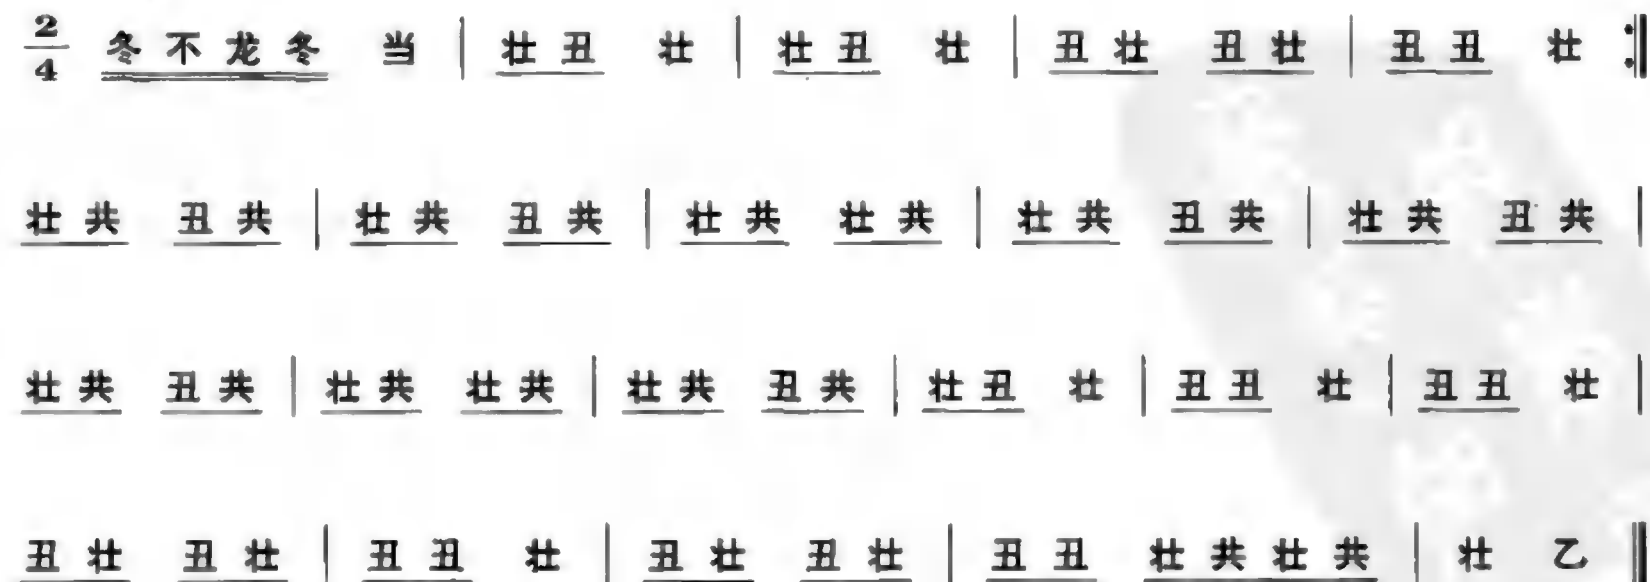 2/4 冬不龙冬 当 | 壮丑 壮 | 壮丑 壮 | 丑壮 丑壮 | 丑丑 壮 :‖
壮共 丑共 | 壮共 丑共 | 壮共 壮共 | 壮共 丑共 | 壮共 丑共 |
壮共 丑共 | 壮共 壮共 | 壮共 丑共 | 壮丑 壮 | 丑丑 壮 | 丑丑 壮 |
丑壮 丑壮 | 丑丑 壮 | 丑壮 丑壮 | 丑丑 壮共壮共 | 壮 乙 ‖